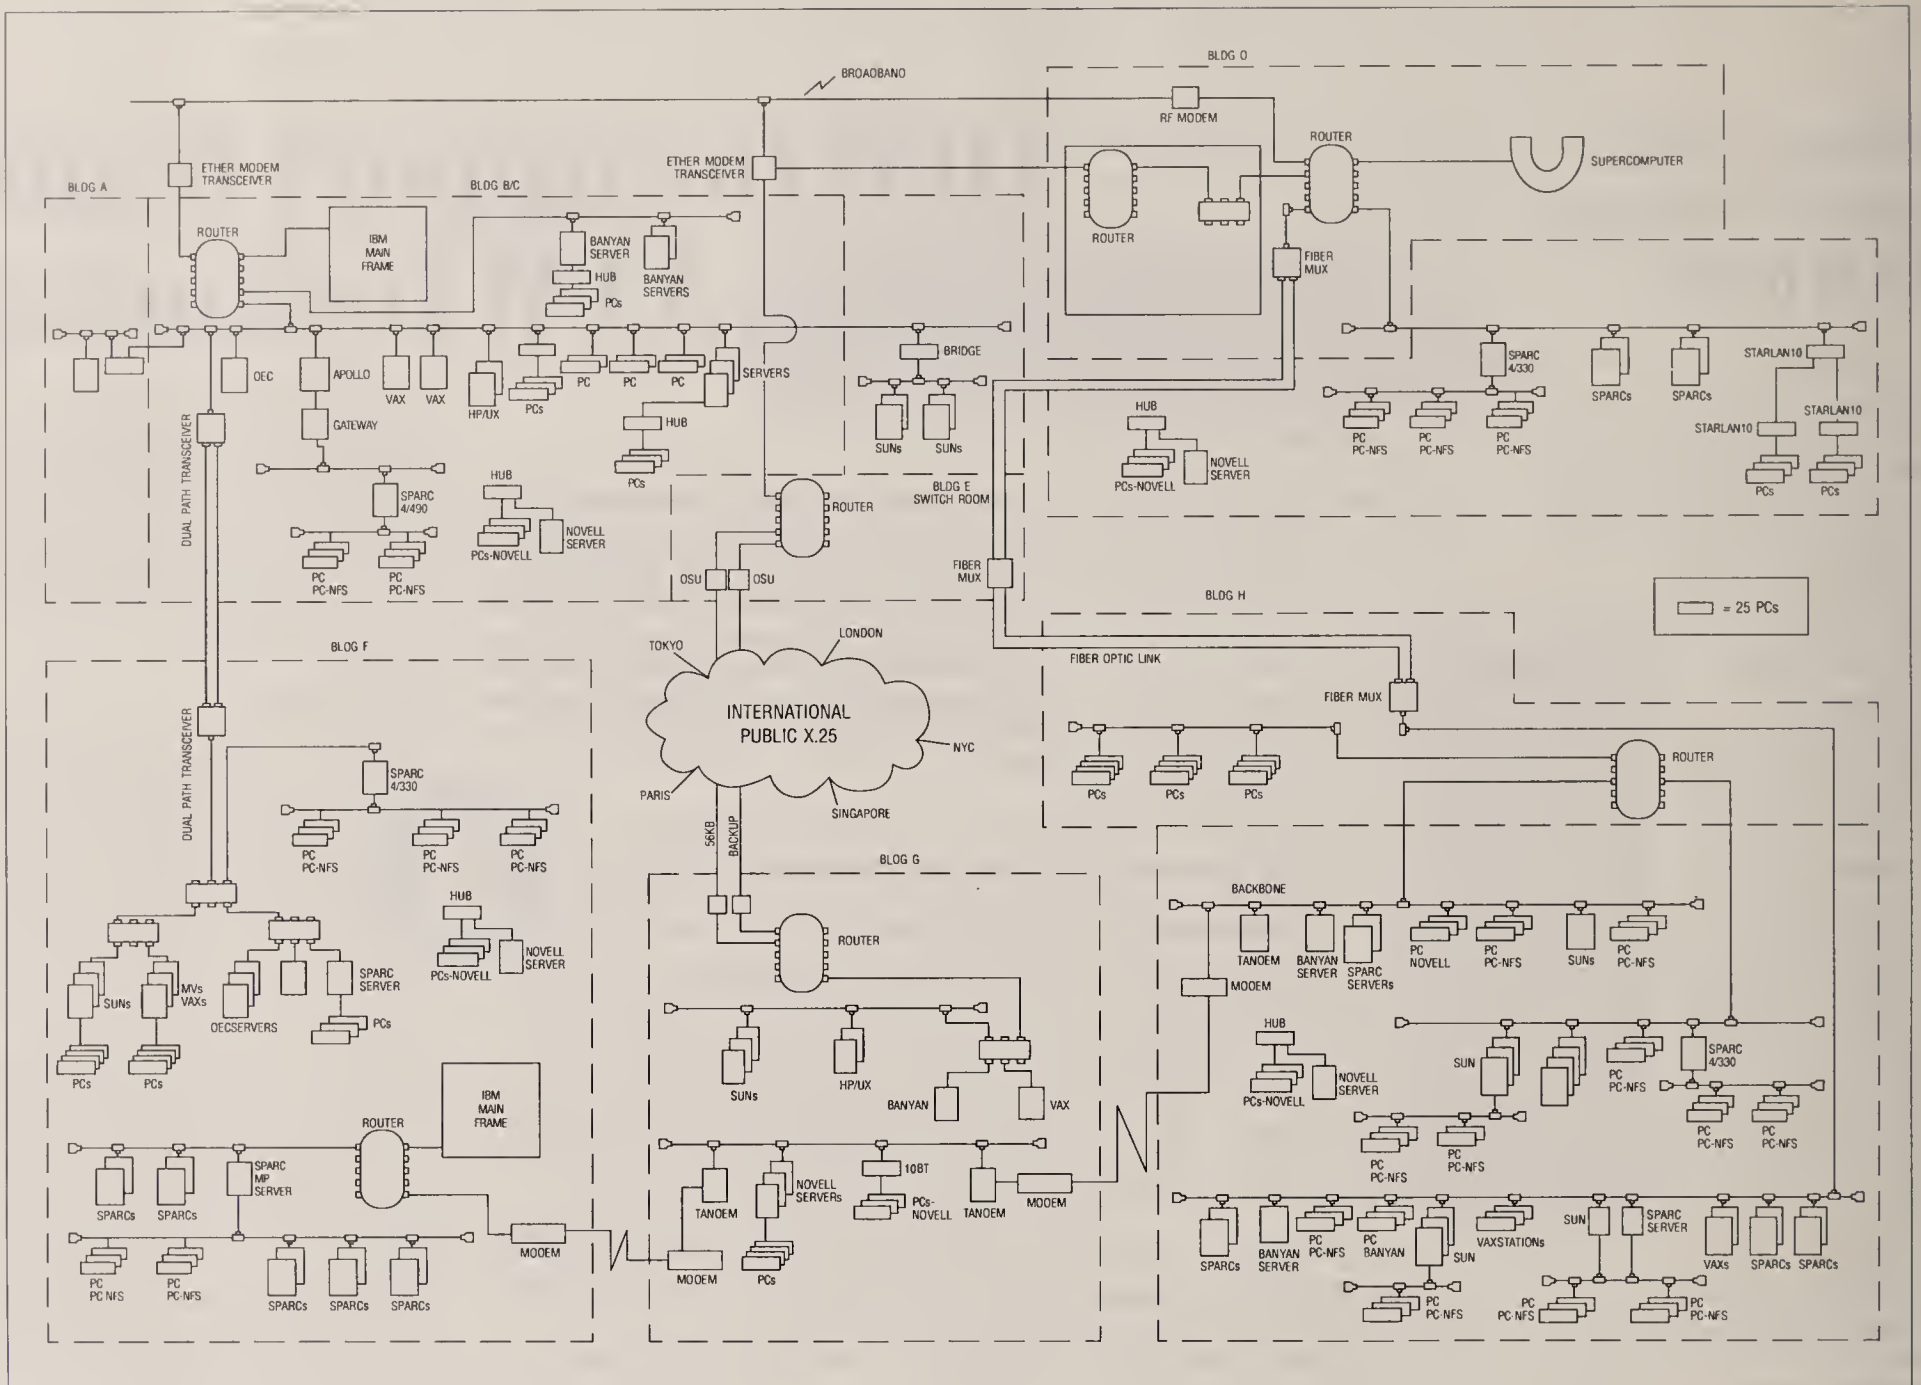 BLDG O
BROAOBANO
RF MODEM
ROUTER
SUPERCOMPUTER
ETHER MODEM
TRANSCEIVER
ETHER MODEM
TRANSCEIVER
ROUTER
FIBER
MUX
BLDG A
BLDG B/C
ROUTER
IBM
MAIN
FRAME
BANYAN
SERVER
HUB
PCs
BANYAN
SERVERS
OEC
APOLLO
VAX
VAX
HP/UX
PCs
PC
PC
PC
SERVERS
BRIDGE
SUNs
SUNs
HUB
PCs
GATEWAY
DUAL PATH TRANSCEIVER
SPARC
4/490
PC
PC-NFS
PC
PC-NFS
HUB
PCs-NOVELL
NOVELL
SERVER
BLDG E
SWITCH ROOM
ROUTER
OSU
OSU
FIBER
MUX
SPARC
4/330
PC
PC-NFS
PC
PC-NFS
PC
PC-NFS
SPARCs
SPARCs
STARLAN10
STARLAN10
STARLAN10
PCs
PCs
HUB
PCs-NOVELL
NOVELL
SERVER
BLDG H
= 25 PCs
FIBER OPTIC LINK
FIBER MUX
ROUTER
PCs
PCs
PCs
TOKYO
LONDON
INTERNATIONAL
PUBLIC X.25
NYC
PARIS
SINGAPORE
56KB
BACKUP
BLOG F
DUAL PATH TRANSCEIVER
SPARC
4/330
PC
PC-NFS
PC
PC-NFS
PC
PC-NFS
HUB
PCs-NOVELL
NOVELL
SERVER
SUNs
MVs
VAXs
OECSERVERS
SPARC
SERVER
PCs
PCs
PCs
IBM
MAIN
FRAME
ROUTER
SPARCs
SPARCs
SPARC
MP
SERVER
PC
PC NFS
PC
PC-NFS
SPARCs
SPARCs
SPARCs
MOOEM
BLOG G
ROUTER
SUNs
HP/UX
BANYAN
VAX
TANOEM
NOVELL
SERVERs
PCs
10BT
PCs-
NOVELL
TANOEM
MOOEM
MOOEM
BACKBONE
TANOEM
BANYAN
SERVER
SPARC
SERVERs
PC
NOVELL
PC
PC-NFS
SUNs
PC
PC-NFS
MOOEM
HUB
PCs-NOVELL
NOVELL
SERVER
SUN
PC
PC-NFS
SPARC
4/330
PC
PC-NFS
PC
PC-NFS
PC
PC-NFS
PC
PC-NFS
SPARCs
BANYAN
SERVER
PC
PC-NFS
PC
BANYAN
SUN
VAXSTATIONs
SUN
SPARC
SERVER
VAXs
SPARCs
SPARCs
PC
PC-NFS
PC
PC-NFS
PC
PC-NFS